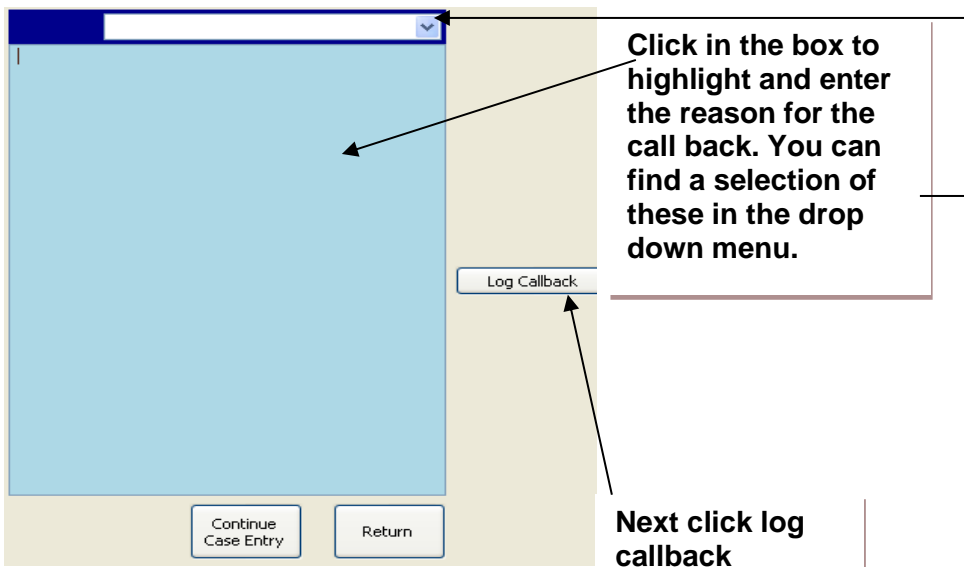 Click in the box to
highlight and enter
the reason for the
call back. You can
find a selection of
these in the drop
down menu.
Log Callback
Continue
Case Entry
Return
Next click log
callback